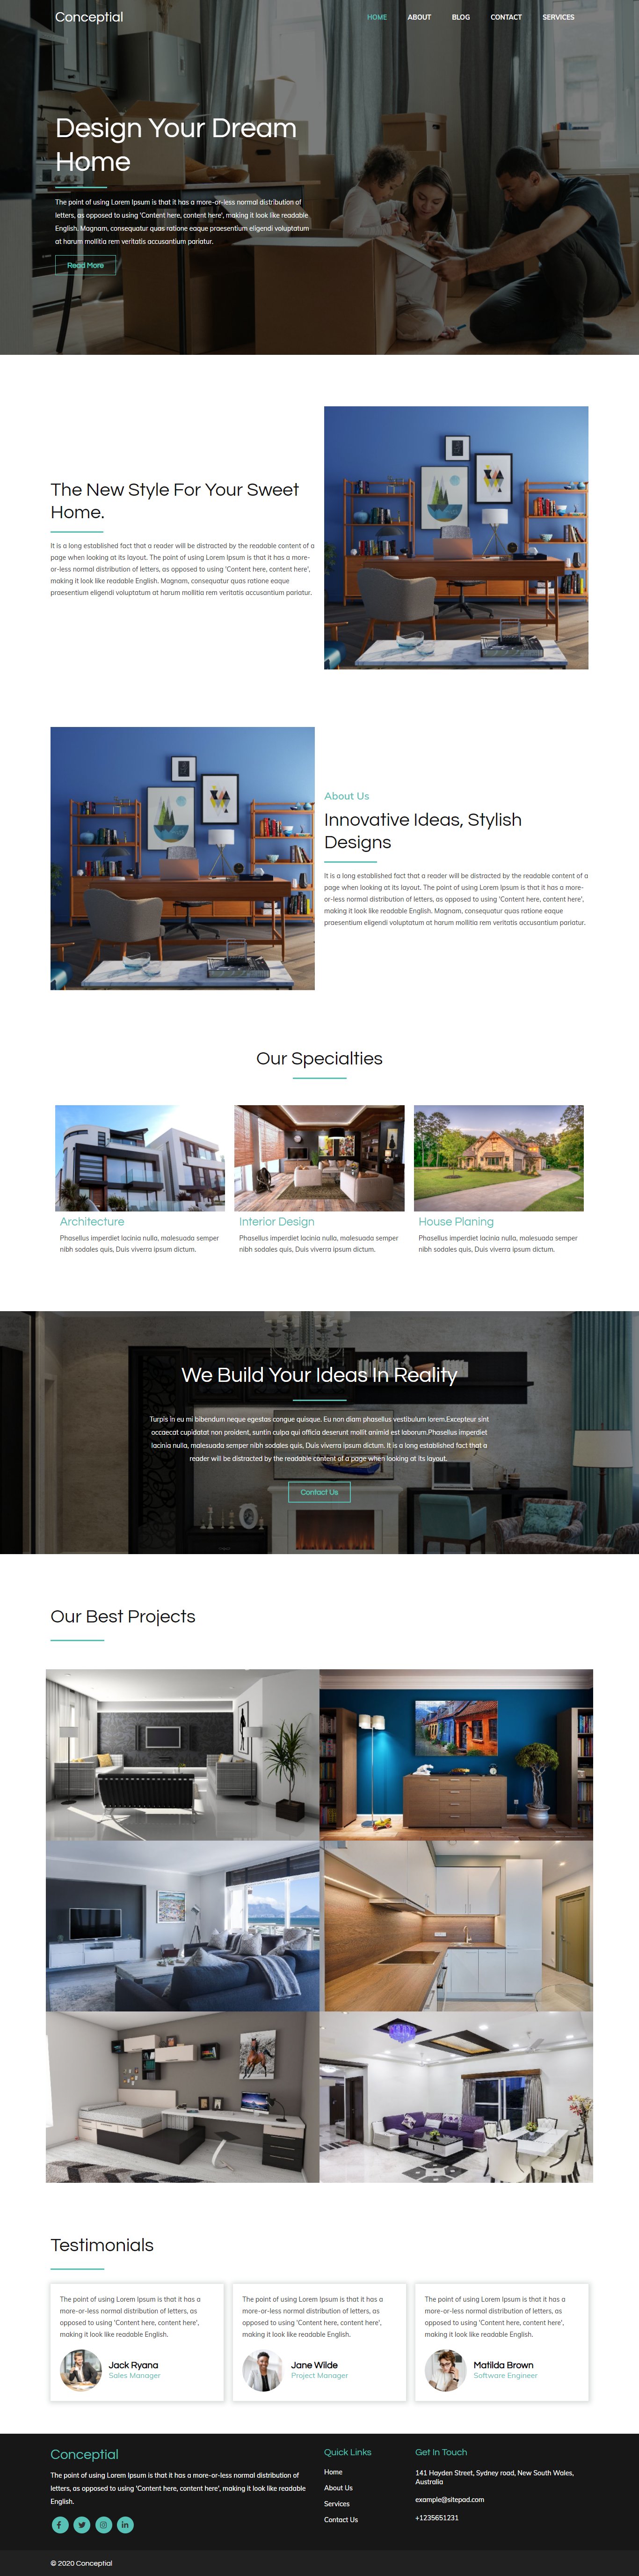 Conceptial
HOME ABOUT BLOG CONTACT SERVICES
Design Your Dream
Home
The point of using Lorem Ipsum is that it has a more-or-less normal distribution of
letters, as opposed to using 'Content here, content here', making it look like readable
English. Magnam, consequatur quas ratione eaque praesentium eligendi voluptatum
at harum mollitia rem veritatis accusantium pariatur.
Read More
The New Style For Your Sweet
Home.
It is a long established fact that a reader will be distracted by the readable content of a
page when looking at its layout. The point of using Lorem Ipsum is that it has a more-
or-less normal distribution of letters, as opposed to using 'Content here, content here',
making it look like readable English. Magnam, consequatur quas ratione eaque
praesentium eligendi voluptatum at harum mollitia rem veritatis accusantium pariatur.
About Us
Innovative Ideas, Stylish
Designs
It is a long established fact that a reader will be distracted by the readable content of a
page when looking at its layout. The point of using Lorem Ipsum is that it has a more-
or-less normal distribution of letters, as opposed to using 'Content here, content here',
making it look like readable English. Magnam, consequatur quas ratione eaque
praesentium eligendi voluptatum at harum mollitia rem veritatis accusantium pariatur.
Our Specialties
Architecture
Phasellus imperdiet lacinia nulla, malesuada semper
nibh sodales quis, Duis viverra ipsum dictum.
Interior Design
Phasellus imperdiet lacinia nulla, malesuada semper
nibh sodales quis, Duis viverra ipsum dictum.
House Planing
Phasellus imperdiet lacinia nulla, malesuada semper
nibh sodales quis, Duis viverra ipsum dictum.
We Build Your Ideas In Reality
Turpis in eu mi bibendum neque egestas congue quisque. Eu non diam phasellus vestibulum lorem.Excepteur sint
occaecat cupidatat non proident, suntin culpa qui officia deserunt mollit animid est laborum.Phasellus imperdiet
lacinia nulla, malesuada semper nibh sodales quis, Duis viverra ipsum dictum. It is a long established fact that a
reader will be distracted by the readable content of a page when looking at its layout.
Contact Us
Our Best Projects
Testimonials
The point of using Lorem Ipsum is that it has a
more-or-less normal distribution of letters, as
opposed to using 'Content here, content here',
making it look like readable English.
Jack Ryana
Sales Manager
The point of using Lorem Ipsum is that it has a
more-or-less normal distribution of letters, as
opposed to using 'Content here, content here',
making it look like readable English.
Jane Wilde
Project Manager
The point of using Lorem Ipsum is that it has a
more-or-less normal distribution of letters, as
opposed to using 'Content here, content here',
making it look like readable English.
Matilda Brown
Software Engineer
Conceptial
The point of using Lorem Ipsum is that it has a more-or-less normal distribution of
letters, as opposed to using 'Content here, content here', making it look like readable
English.
Quick Links
Home
About Us
Services
Contact Us
Get In Touch
141 Hayden Street, Sydney road, New South Wales,
Australia
example@sitepad.com
+1235651231
© 2020 Conceptial